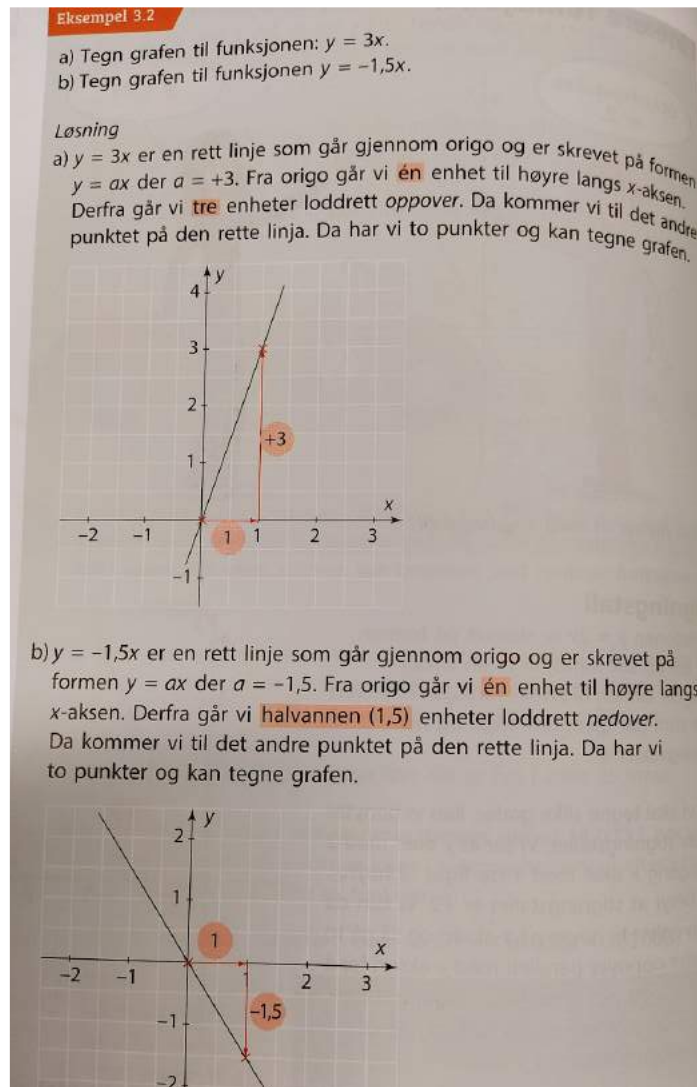 Eksempel 3.2
a) Tegn grafen til funksjonen: y = 3x.
b) Tegn grafen til funksjonen y = −1,5x.
Løsning
a) y = 3x er en rett linje som går gjennom origo og er skrevet på formen
y = ax der a = +3. Fra origo går vi én enhet til høyre langs x-aksen.
Derfra går vi tre enheter loddrett oppover. Da kommer vi til det andre
punktet på den rette linja. Da har vi to punkter og kan tegne grafen.
y
4
3
2
+3
1
x
−2 −1 1 1 2 3
−1
b) y = −1,5x er en rett linje som går gjennom origo og er skrevet på
formen y = ax der a = −1,5. Fra origo går vi én enhet til høyre langs
x-aksen. Derfra går vi halvannen (1,5) enheter loddrett nedover.
Da kommer vi til det andre punktet på den rette linja. Da har vi
to punkter og kan tegne grafen.
y
2
1
1
x
−2 −1 1 2 3
−1,5
−1
−2